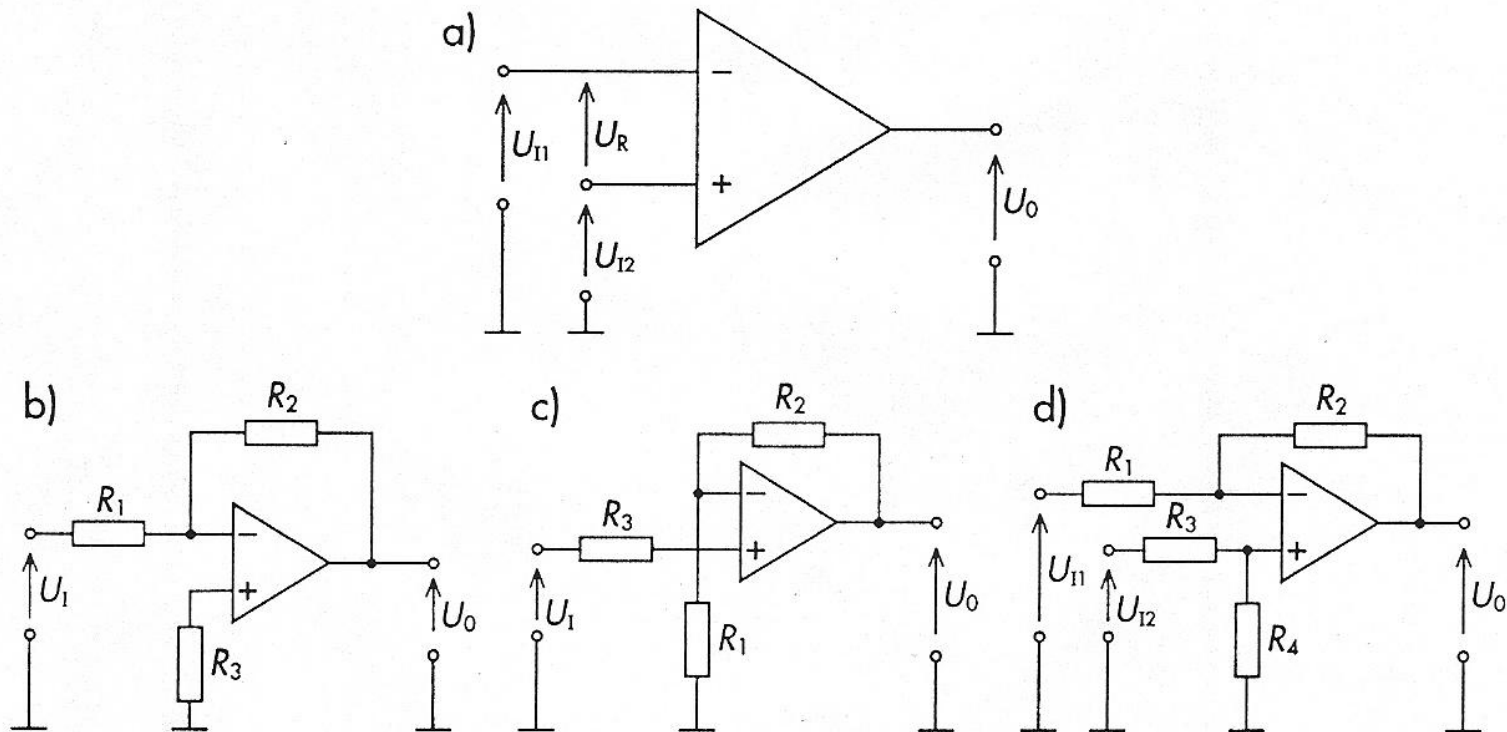 a)
−
U_I1
U_R
+
U_I2
U_0
b)
R_2
R_1
−
+
U_I
R_3
U_0
c)
R_2
−
R_3
+
U_I
R_1
U_0
d)
R_2
R_1
−
R_3
+
U_I1
U_I2
R_4
U_0